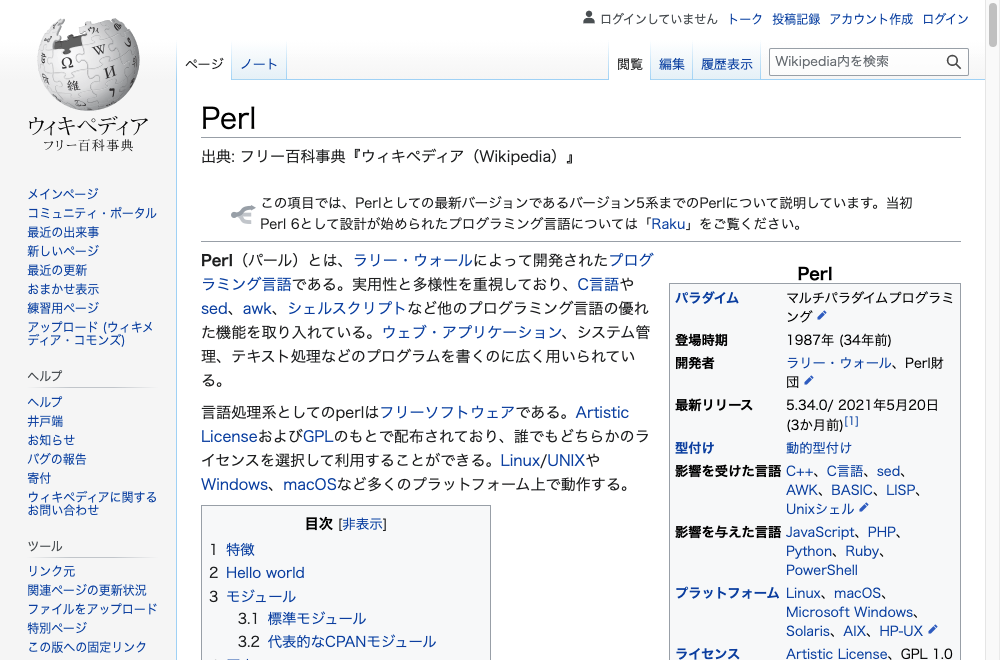 ログインしていません トーク 投稿記録 アカウント作成 ログイン
ページ ノート 閲覧 編集 履歴表示 Wikipedia内を検索
ウィキペディア
フリー百科事典
メインページ
コミュニティ・ポータル
最近の出来事
新しいページ
最近の更新
おまかせ表示
練習用ページ
アップロード (ウィキメ
ディア・コモンズ)
ヘルプ
ヘルプ
井戸端
お知らせ
バグの報告
寄付
ウィキペディアに関する
お問い合わせ
ツール
リンク元
関連ページの更新状況
ファイルをアップロード
特別ページ
この版への固定リンク
Perl
出典: フリー百科事典『ウィキペディア（Wikipedia）』
この項目では、Perlとしての最新バージョンであるバージョン5系までのPerlについて説明しています。当初
Perl 6として設計が始められたプログラミング言語については「Raku」をご覧ください。
Perl（パール）とは、ラリー・ウォールによって開発されたプログ
ラミング言語である。実用性と多様性を重視しており、C言語や
sed、awk、シェルスクリプトなど他のプログラミング言語の優れ
た機能を取り入れている。ウェブ・アプリケーション、システム管
理、テキスト処理などのプログラムを書くのに広く用いられてい
る。
言語処理系としてのperlはフリーソフトウェアである。Artistic
LicenseおよびGPLのもとで配布されており、誰でもどちらかのラ
イセンスを選択して利用することができる。Linux/UNIXや
Windows、macOSなど多くのプラットフォーム上で動作する。
目次 [非表示]
1 特徴
2 Hello world
3 モジュール
3.1 標準モジュール
3.2 代表的なCPANモジュール
Perl
パラダイム マルチパラダイムプログラミ
ング
登場時期 1987年 (34年前)
開発者 ラリー・ウォール、Perl財
団
最新リリース 5.34.0/ 2021年5月20日
(3か月前)[1]
型付け 動的型付け
影響を受けた言語 C++、C言語、sed、
AWK、BASIC、LISP、
Unixシェル
影響を与えた言語 JavaScript、PHP、
Python、Ruby、
PowerShell
プラットフォーム Linux、macOS、
Microsoft Windows、
Solaris、AIX、HP-UX
ライセンス Artistic License、GPL 1.0